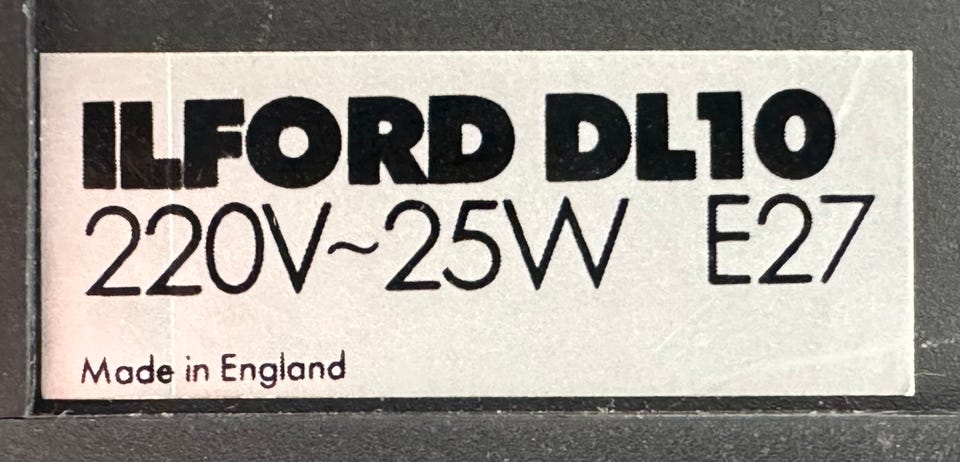 ILFORD DL10
220V~25W E27
Made in England